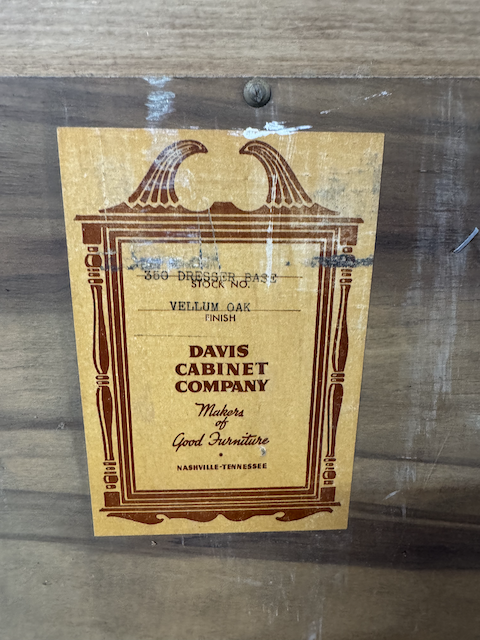 350 DRESSER BASE
STOCK NO.
VELLUM OAK
FINISH
DAVIS
CABINET
COMPANY
Makers
of
Good Furniture
NASHVILLE-TENNESSEE